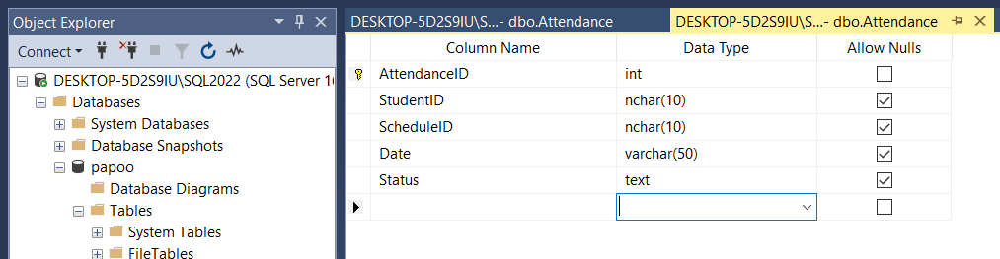 Object Explorer
Connect
DESKTOP-5D2S9IU\SQL2022 (SQL Server 16
Databases
System Databases
Database Snapshots
papoo
Database Diagrams
Tables
System Tables
FileTables
DESKTOP-5D2S9IU\S...- dbo.Attendance
DESKTOP-5D2S9IU\S...- dbo.Attendance
Column Name Data Type Allow Nulls
AttendanceID int
StudentID nchar(10)
ScheduleID nchar(10)
Date varchar(50)
Status text